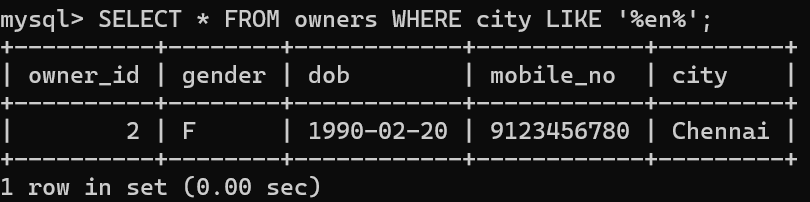 mysql> SELECT * FROM owners WHERE city LIKE '%en%';
+----------+--------+------------+------------+---------+
| owner_id | gender | dob        | mobile_no  | city    |
+----------+--------+------------+------------+---------+
|        2 | F      | 1990-02-20 | 9123456780 | Chennai |
+----------+--------+------------+------------+---------+
1 row in set (0.00 sec)